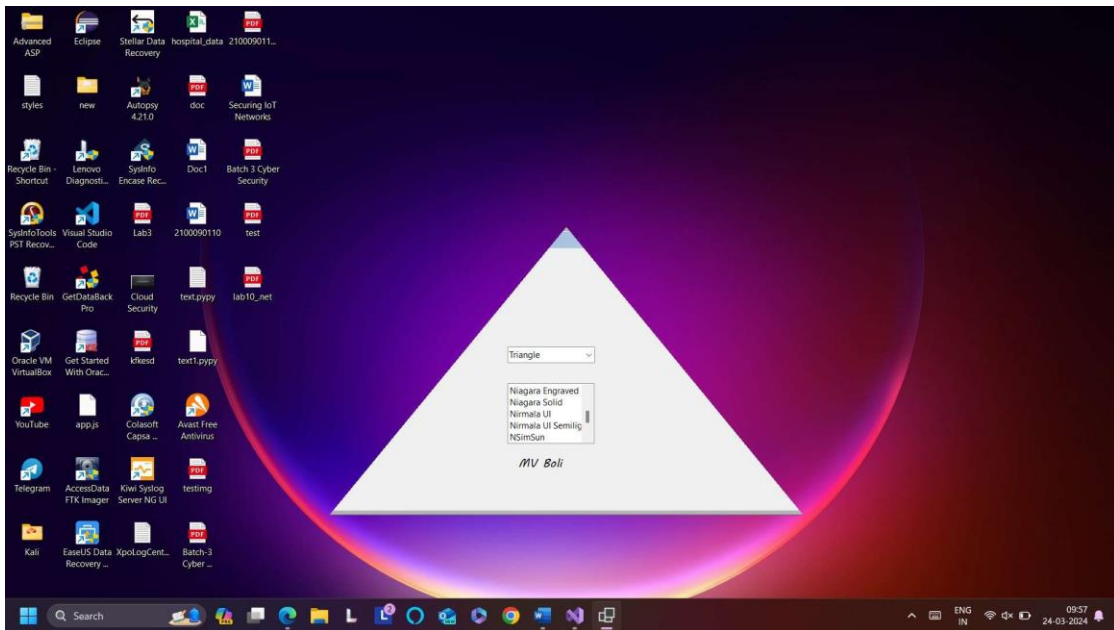 Advanced
ASP
Eclipse
Stellar Data
Recovery
hospital_data
210009011...
styles
new
Autopsy
4.21.0
doc
Securing IoT
Networks
Recycle Bin -
Shortcut
Lenovo
Diagnosti...
SysInfo
Encase Rec...
Doc1
Batch 3 Cyber
Security
SysInfoTools
PST Recov...
Visual Studio
Code
Lab3
2100090110
test
Recycle Bin
GetDataBack
Pro
Cloud
Security
text.pypy
lab10_net
Oracle VM
VirtualBox
Get Started
With Orac...
kfkesd
text1.pypy
YouTube
app.js
Colasoft
Capsa ...
Avast Free
Antivirus
Telegram
AccessData
FTK Imager
Kiwi Syslog
Server NG UI
testimg
Kali
EaseUS Data
Recovery ...
XpoLogCent...
Batch-3
Cyber ...
Triangle
Niagara Engraved
Niagara Solid
Nirmala UI
Nirmala UI Semilig
NSimSun
MV Boli
Search
ENG
IN
09:57
24-03-2024